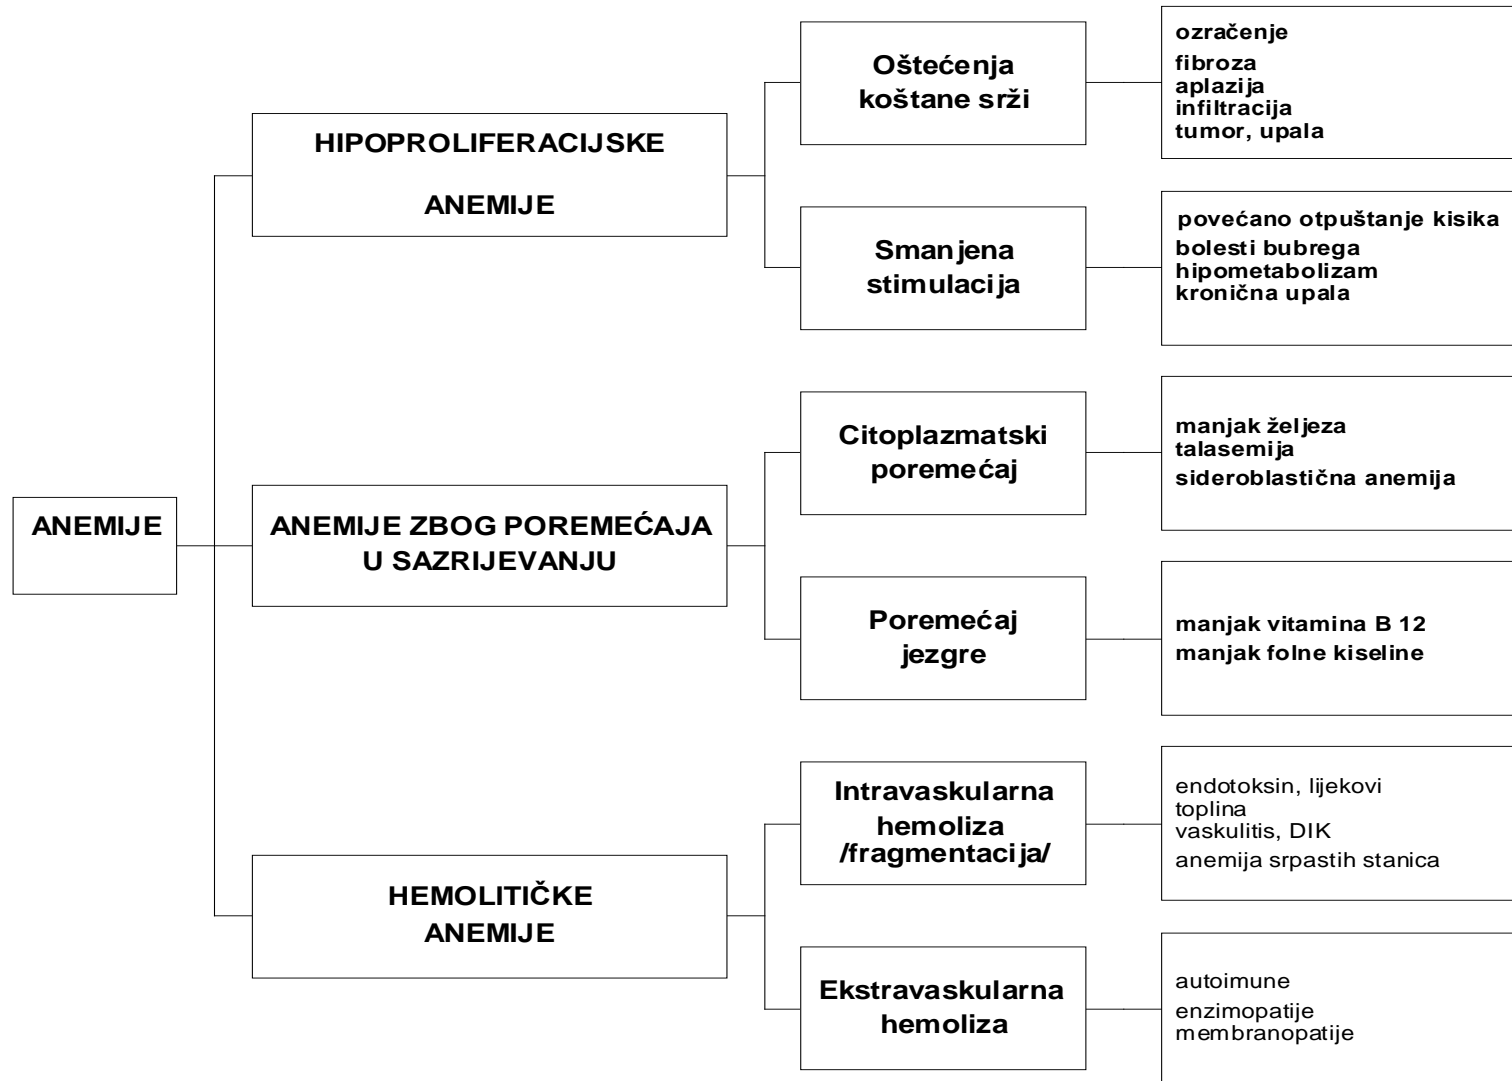 ANEMIJE
HIPOPROLIFERACIJSKE
ANEMIJE
Oštećenja
koštane srži
ozračenje
fibroza
aplazija
infiltracija
tumor, upala
Smanjena
stimulacija
povećano otpuštanje kisika
bolesti bubrega
hipometabolizam
kronična upala
ANEMIJE ZBOG POREMEĆAJA
U SAZRIJEVANJU
Citoplazmatski
poremećaj
manjak željeza
talasemija
sideroblastična anemija
Poremećaj
jezgre
manjak vitamina B 12
manjak folne kiseline
HEMOLITIČKE
ANEMIJE
Intravaskularna
hemoliza
/fragmentacija/
endotoksin, lijekovi
toplina
vaskulitis, DIK
anemija srpastih stanica
Ekstravaskularna
hemoliza
autoimune
enzimopatije
membranopatije